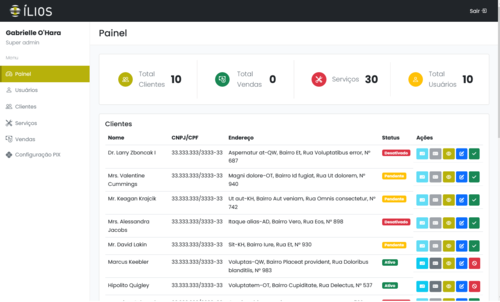 ÍLIOS
Sair
Gabrielle O'Hara
Super admin
Menu
Painel
Usuários
Clientes
Serviços
Vendas
Configuração PIX
Painel
Total Clientes 10
Total Vendas 0
Serviços 30
Total Usuários 10
Clientes
Nome CNPJ/CPF Endereço Status Ações
Dr. Larry Zboncak I 33.333.333/3333-33 Aspernatur at-QW, Bairro Et, Rua Voluptatibus error, Nº 687 Desativado
Mrs. Valentine Cummings 33.333.333/3333-33 Magni dolore-OT, Bairro Id fugiat, Rua Ut dolorem, Nº 940 Pendente
Mr. Keagan Krajcik 33.333.333/3333-33 Ut aut-KH, Bairro Aut veniam, Rua Omnis consectetur, Nº 742 Pendente
Mrs. Alessandra Jacobs 33.333.333/3333-33 Itaque alias-AD, Bairro Vero, Rua Eos, Nº 898 Desativado
Mr. David Lakin 33.333.333/3333-33 Sit-KH, Bairro Iure, Rua Et, Nº 930 Pendente
Marcus Keebler 33.333.333/3333-33 Voluptas-QW, Bairro Placeat provident, Rua Doloribus blanditiis, Nº 983 Ativo
Hipolito Quigley 33.333.333/3333-33 Voluptatem-OT, Bairro Cupiditate, Rua Delectus, Nº 537 Ativo